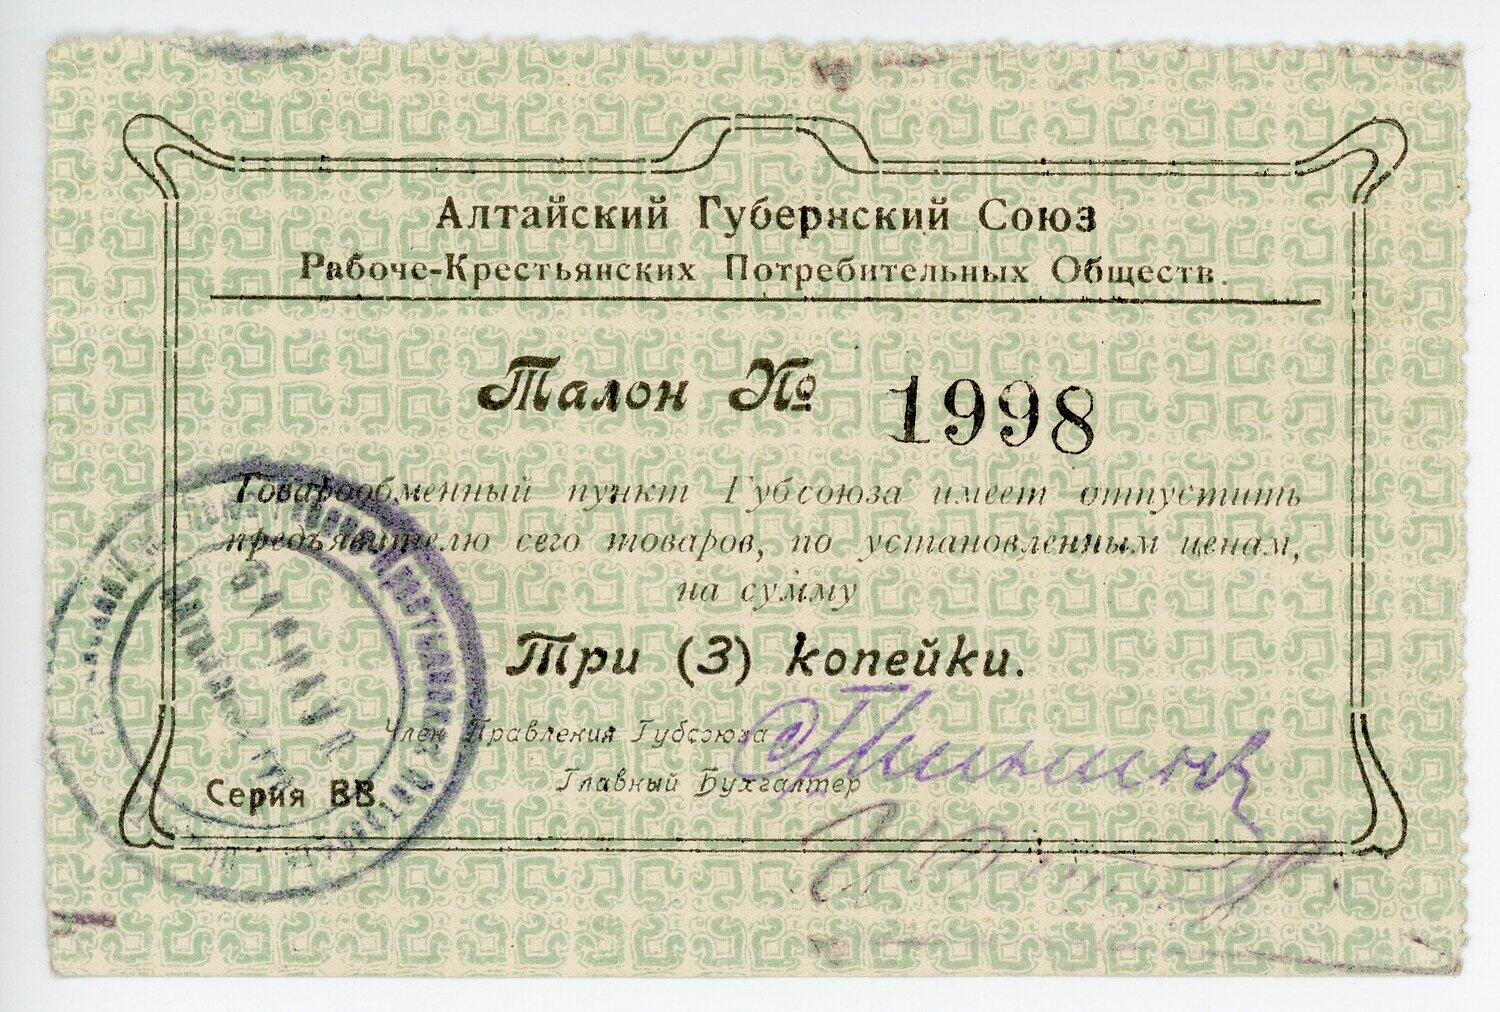 Алтайский Губернский Союз
Рабоче-Крестьянских Потребительных Обществ.
Талон № 1998
Товарообменный пункт Губсоюза имеет отпустить
предъявителю сего товаров, по установленным ценам,
на сумму
Три (3) копейки.
Член Правления Губсоюза
Главный Бухгалтер
Серия ВВ.